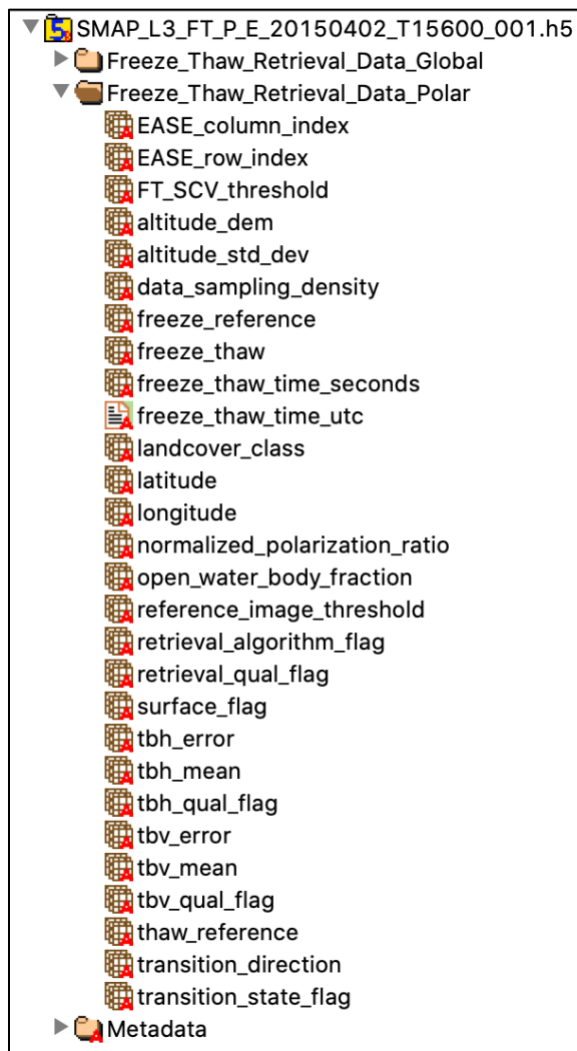 SMAP_L3_FT_P_E_20150402_T15600_001.h5
Freeze_Thaw_Retrieval_Data_Global
Freeze_Thaw_Retrieval_Data_Polar
EASE_column_index
EASE_row_index
FT_SCV_threshold
altitude_dem
altitude_std_dev
data_sampling_density
freeze_reference
freeze_thaw
freeze_thaw_time_seconds
freeze_thaw_time_utc
landcover_class
latitude
longitude
normalized_polarization_ratio
open_water_body_fraction
reference_image_threshold
retrieval_algorithm_flag
retrieval_qual_flag
surface_flag
tbh_error
tbh_mean
tbh_qual_flag
tbv_error
tbv_mean
tbv_qual_flag
thaw_reference
transition_direction
transition_state_flag
Metadata